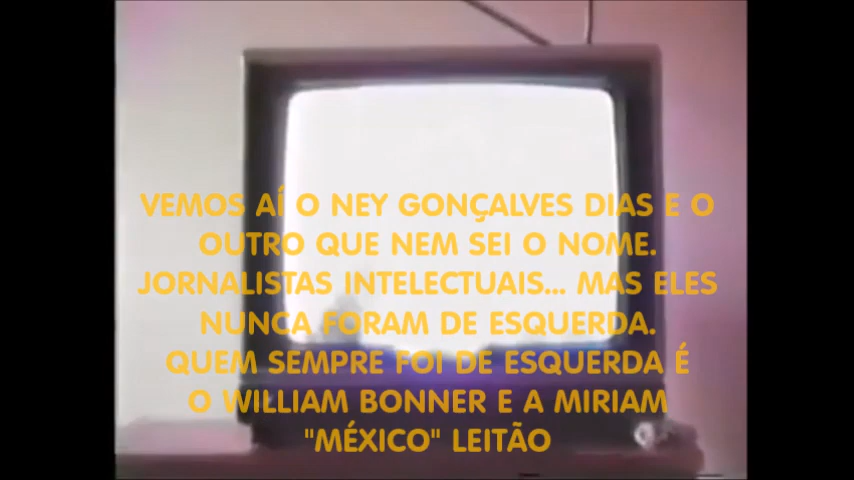 VEMOS AÍ O NEY GONÇALVES DIAS E O
OUTRO QUE NEM SEI O NOME.
JORNALISTAS INTELECTUAIS... MAS ELES
NUNCA FORAM DE ESQUERDA.
QUEM SEMPRE FOI DE ESQUERDA É
O WILLIAM BONNER E A MIRIAM
"MÉXICO" LEITÃO